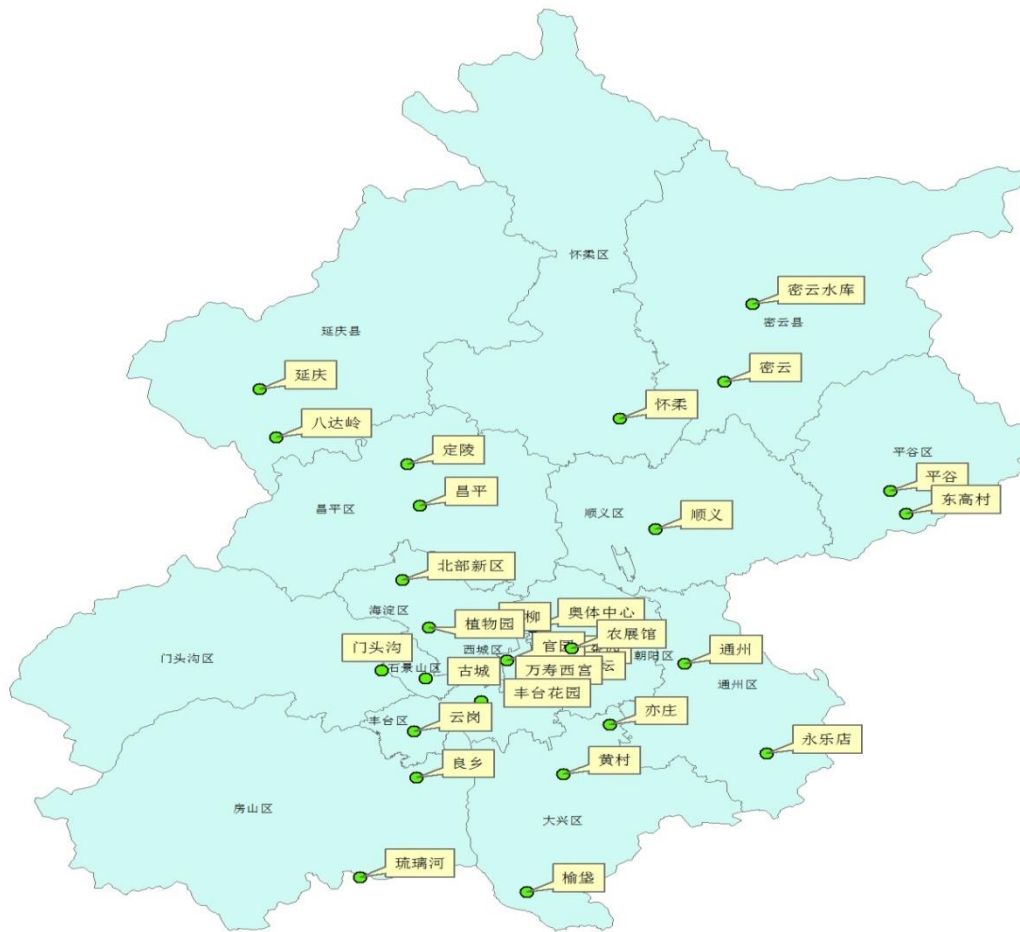 怀柔区
密云水库
密云县
延庆县
延庆
密云
怀柔
八达岭
定陵
平谷区
平谷
昌平
东高村
昌平区
顺义区
顺义
北部新区
海淀区
柳
奥体中心
植物园
农展馆
西城区
官园
朝阳区
门头沟
门头沟区
石景山区
古城
万寿西宫
坛
通州
通州区
丰台花园
丰台区
云岗
亦庄
永乐店
良乡
黄村
房山区
大兴区
琉璃河
榆垡